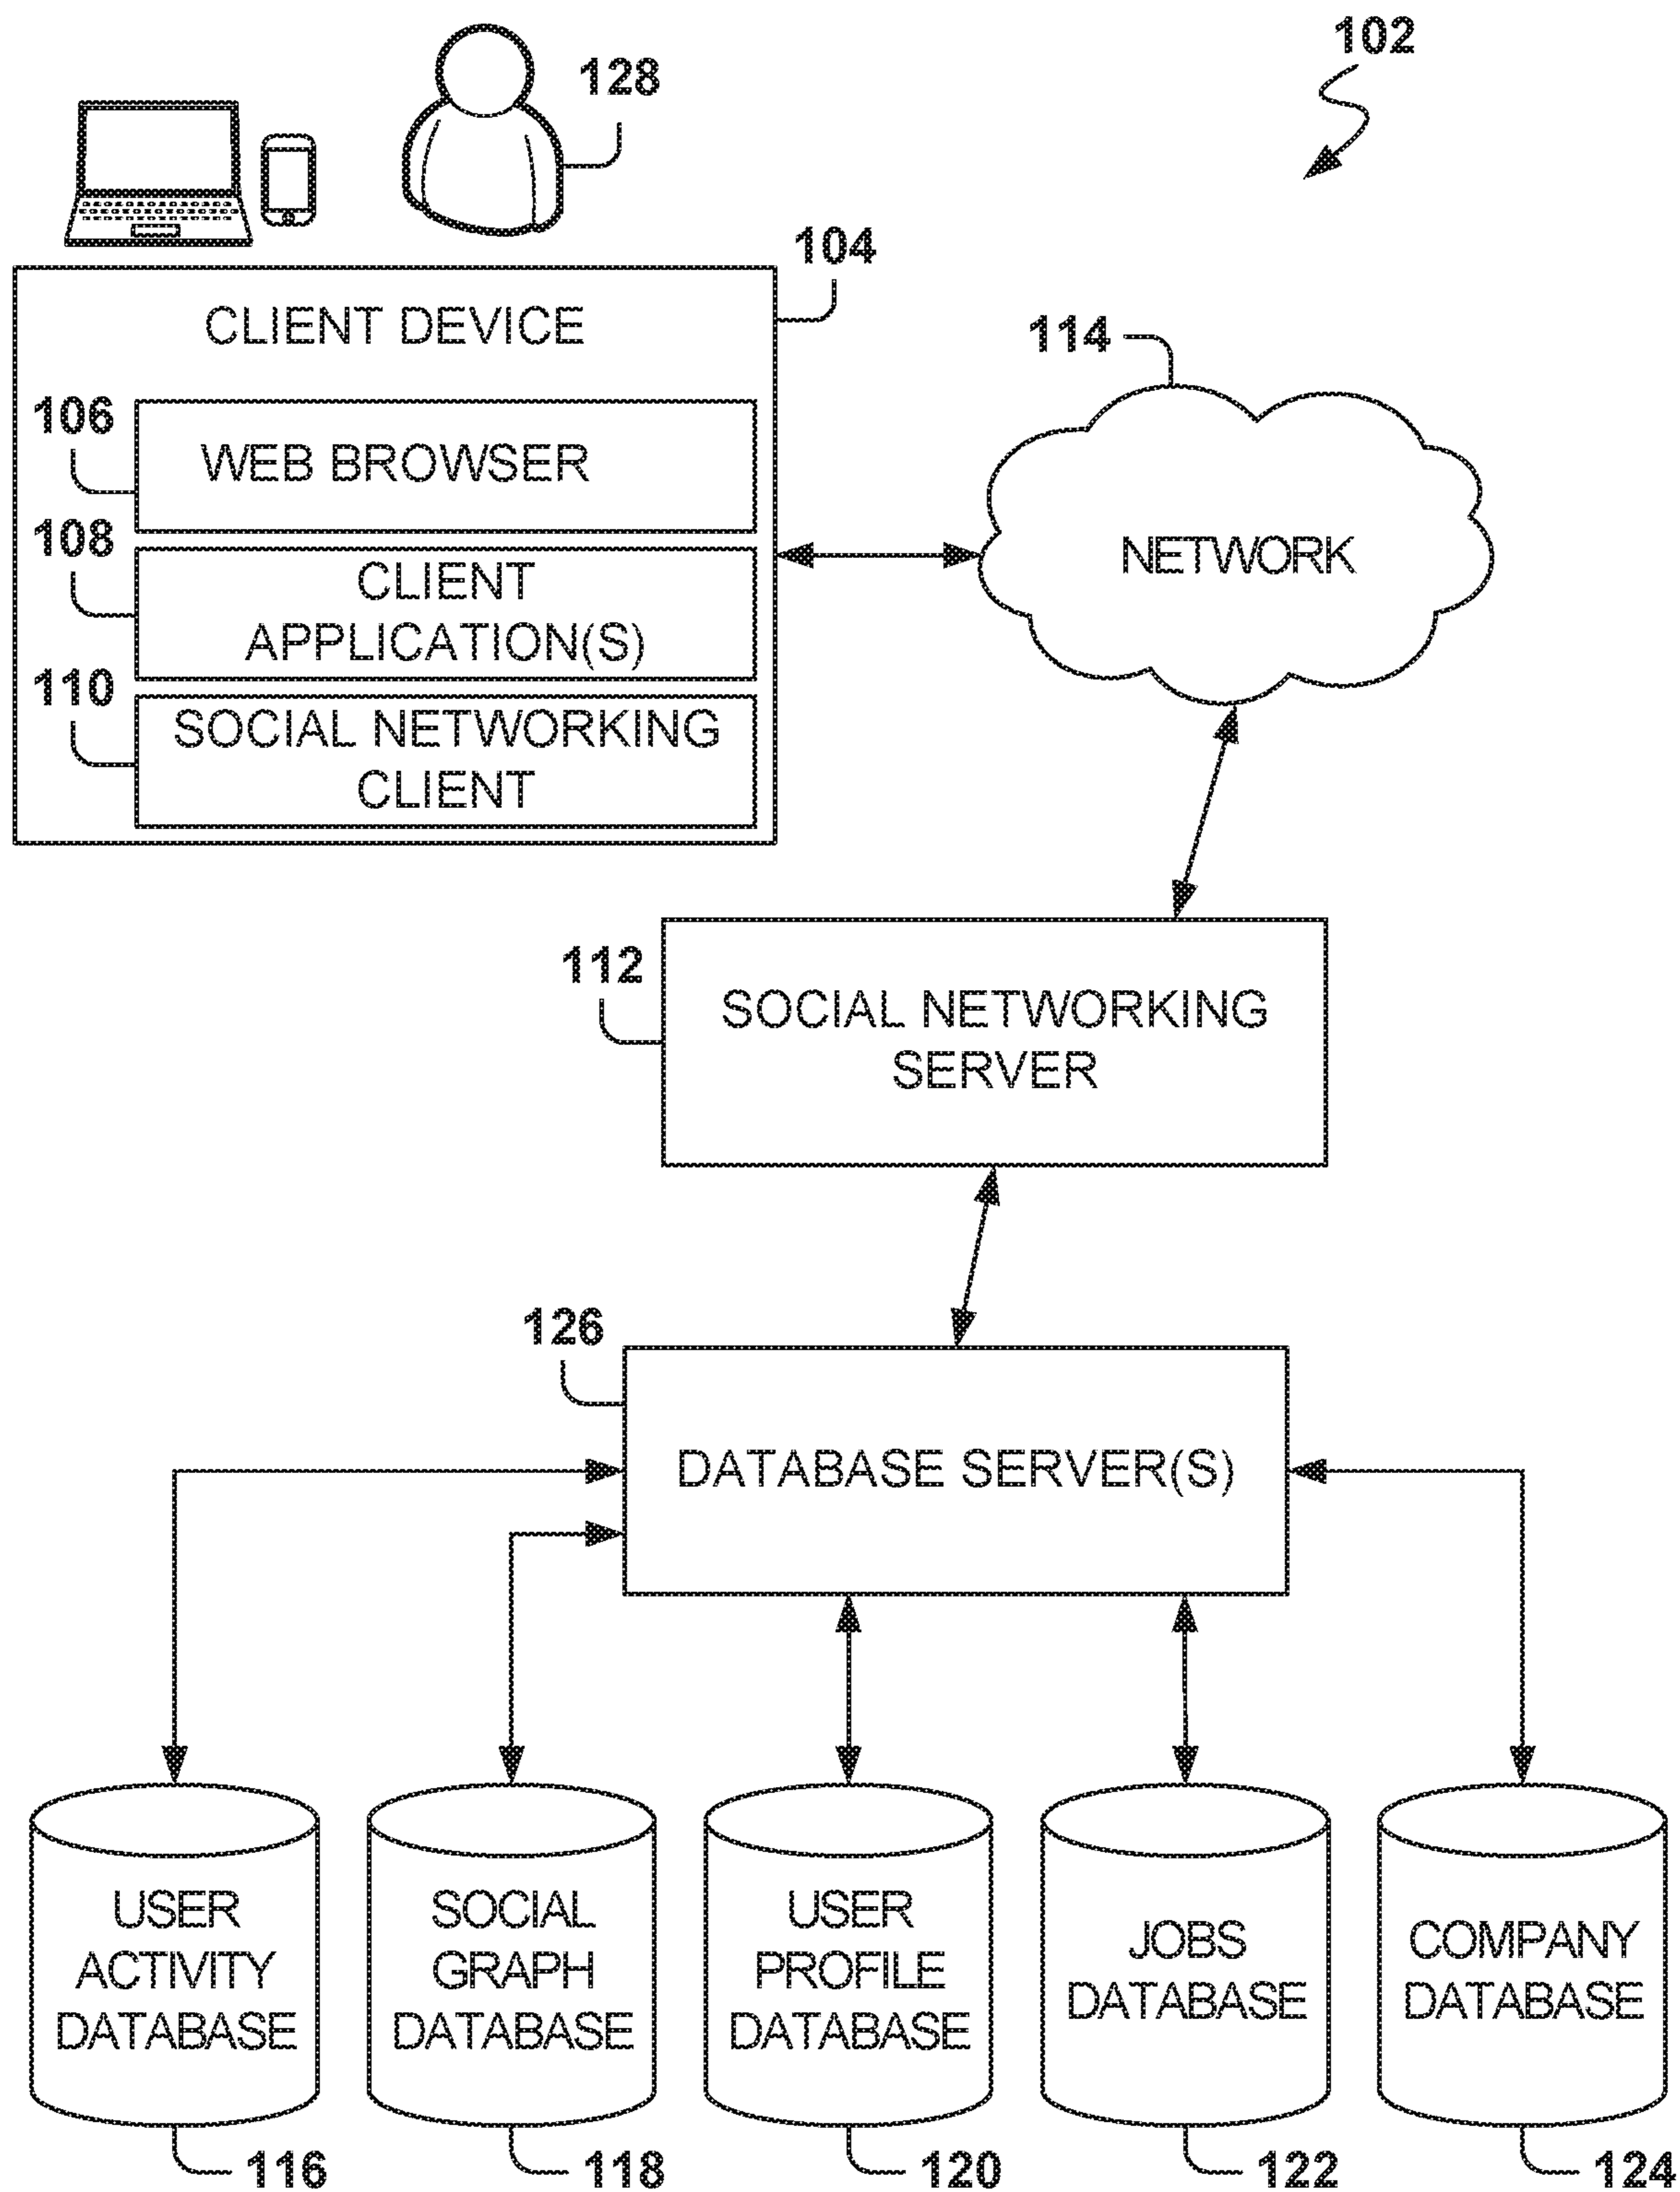 102
128
104
CLIENT DEVICE
114
106
WEB BROWSER
108
CLIENT
APPLICATION(S)
NETWORK
110
SOCIAL NETWORKING
CLIENT
112
SOCIAL NETWORKING
SERVER
126
DATABASE SERVER(S)
USER
ACTIVITY
DATABASE
SOCIAL
GRAPH
DATABASE
USER
PROFILE
DATABASE
JOBS
DATABASE
COMPANY
DATABASE
116
118
120
122
124